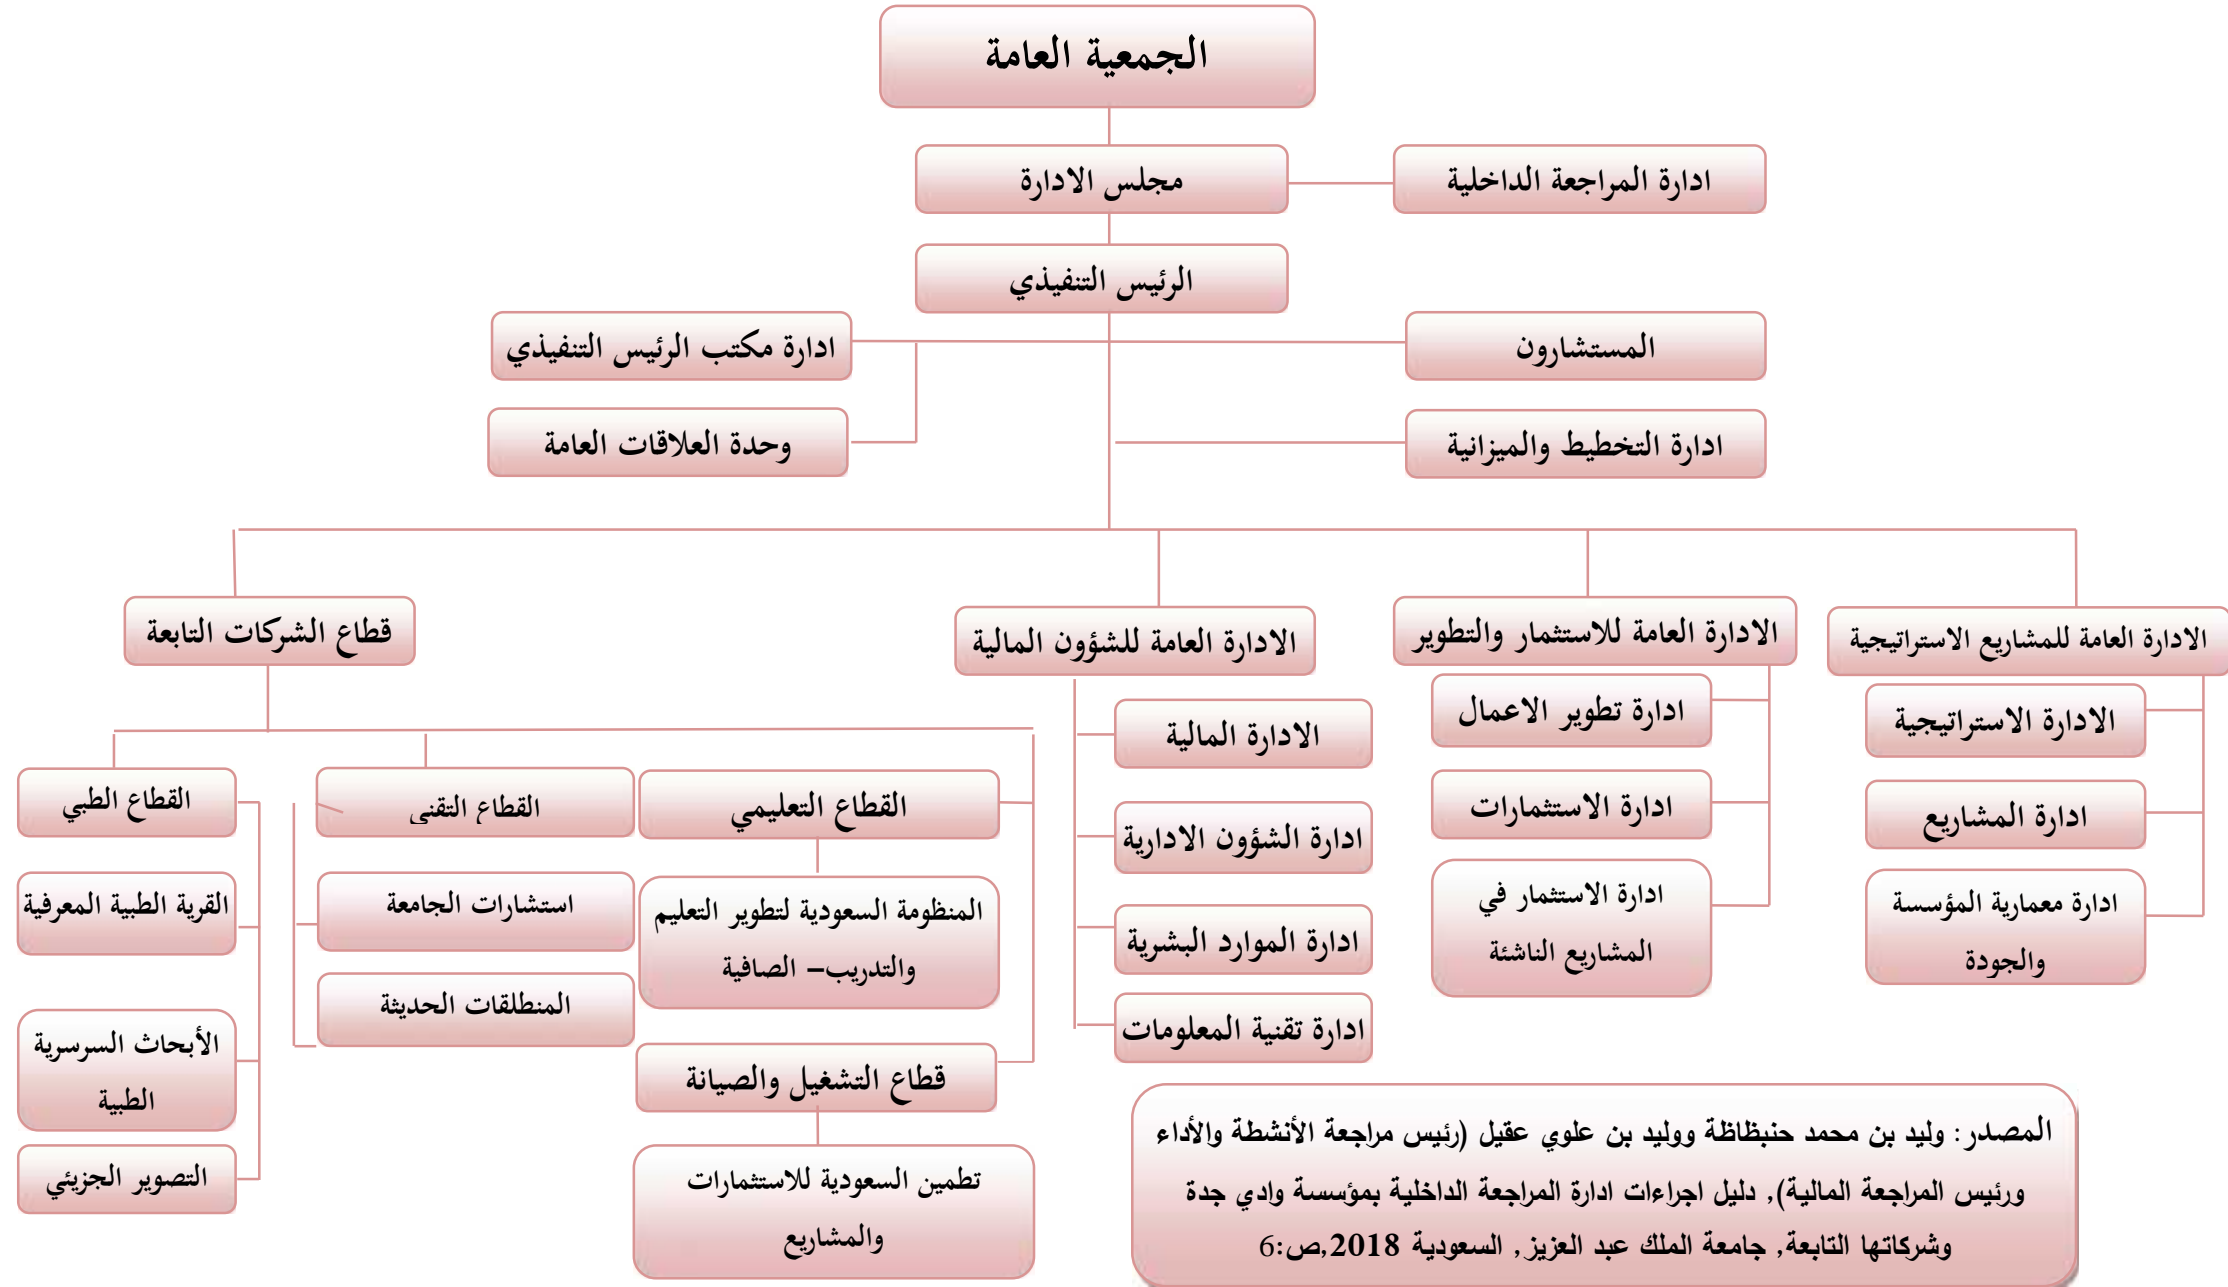 الجمعية العامة
مجلس الادارة
ادارة المراجعة الداخلية
الرئيس التنفيذي
المستشارون
ادارة مكتب الرئيس التنفيذي
ادارة التخطيط والميزانية
وحدة العلاقات العامة
الادارة العامة للمشاريع الاستراتيجية
الادارة الاستراتيجية
ادارة المشاريع
ادارة معمارية المؤسسة
والجودة
الادارة العامة للاستثمار والتطوير
ادارة تطوير الاعمال
ادارة الاستثمارات
ادارة الاستثمار في
المشاريع الناشئة
الادارة العامة للشؤون المالية
الادارة المالية
ادارة الشؤون الادارية
ادارة الموارد البشرية
ادارة تقنية المعلومات
قطاع الشركات التابعة
القطاع التعليمي
المنظومة السعودية لتطوير التعليم
والتدريب– الصافية
قطاع التشغيل والصيانة
تطمين السعودية للاستثمارات
والمشاريع
القطاع التقني
استشارات الجامعة
المنطلقات الحديثة
القطاع الطبي
القرية الطبية المعرفية
الأبحاث السرسرية
الطبية
التصوير الجزيئي
المصدر: وليد بن محمد حنبظاظة ووليد بن علوي عقيل (رئيس مراجعة الأنشطة والأداء
ورئيس المراجعة المالية), دليل اجراءات ادارة المراجعة الداخلية بمؤسسة وادي جدة
وشركاتها التابعة, جامعة الملك عبد العزيز, السعودية 2018,ص:6